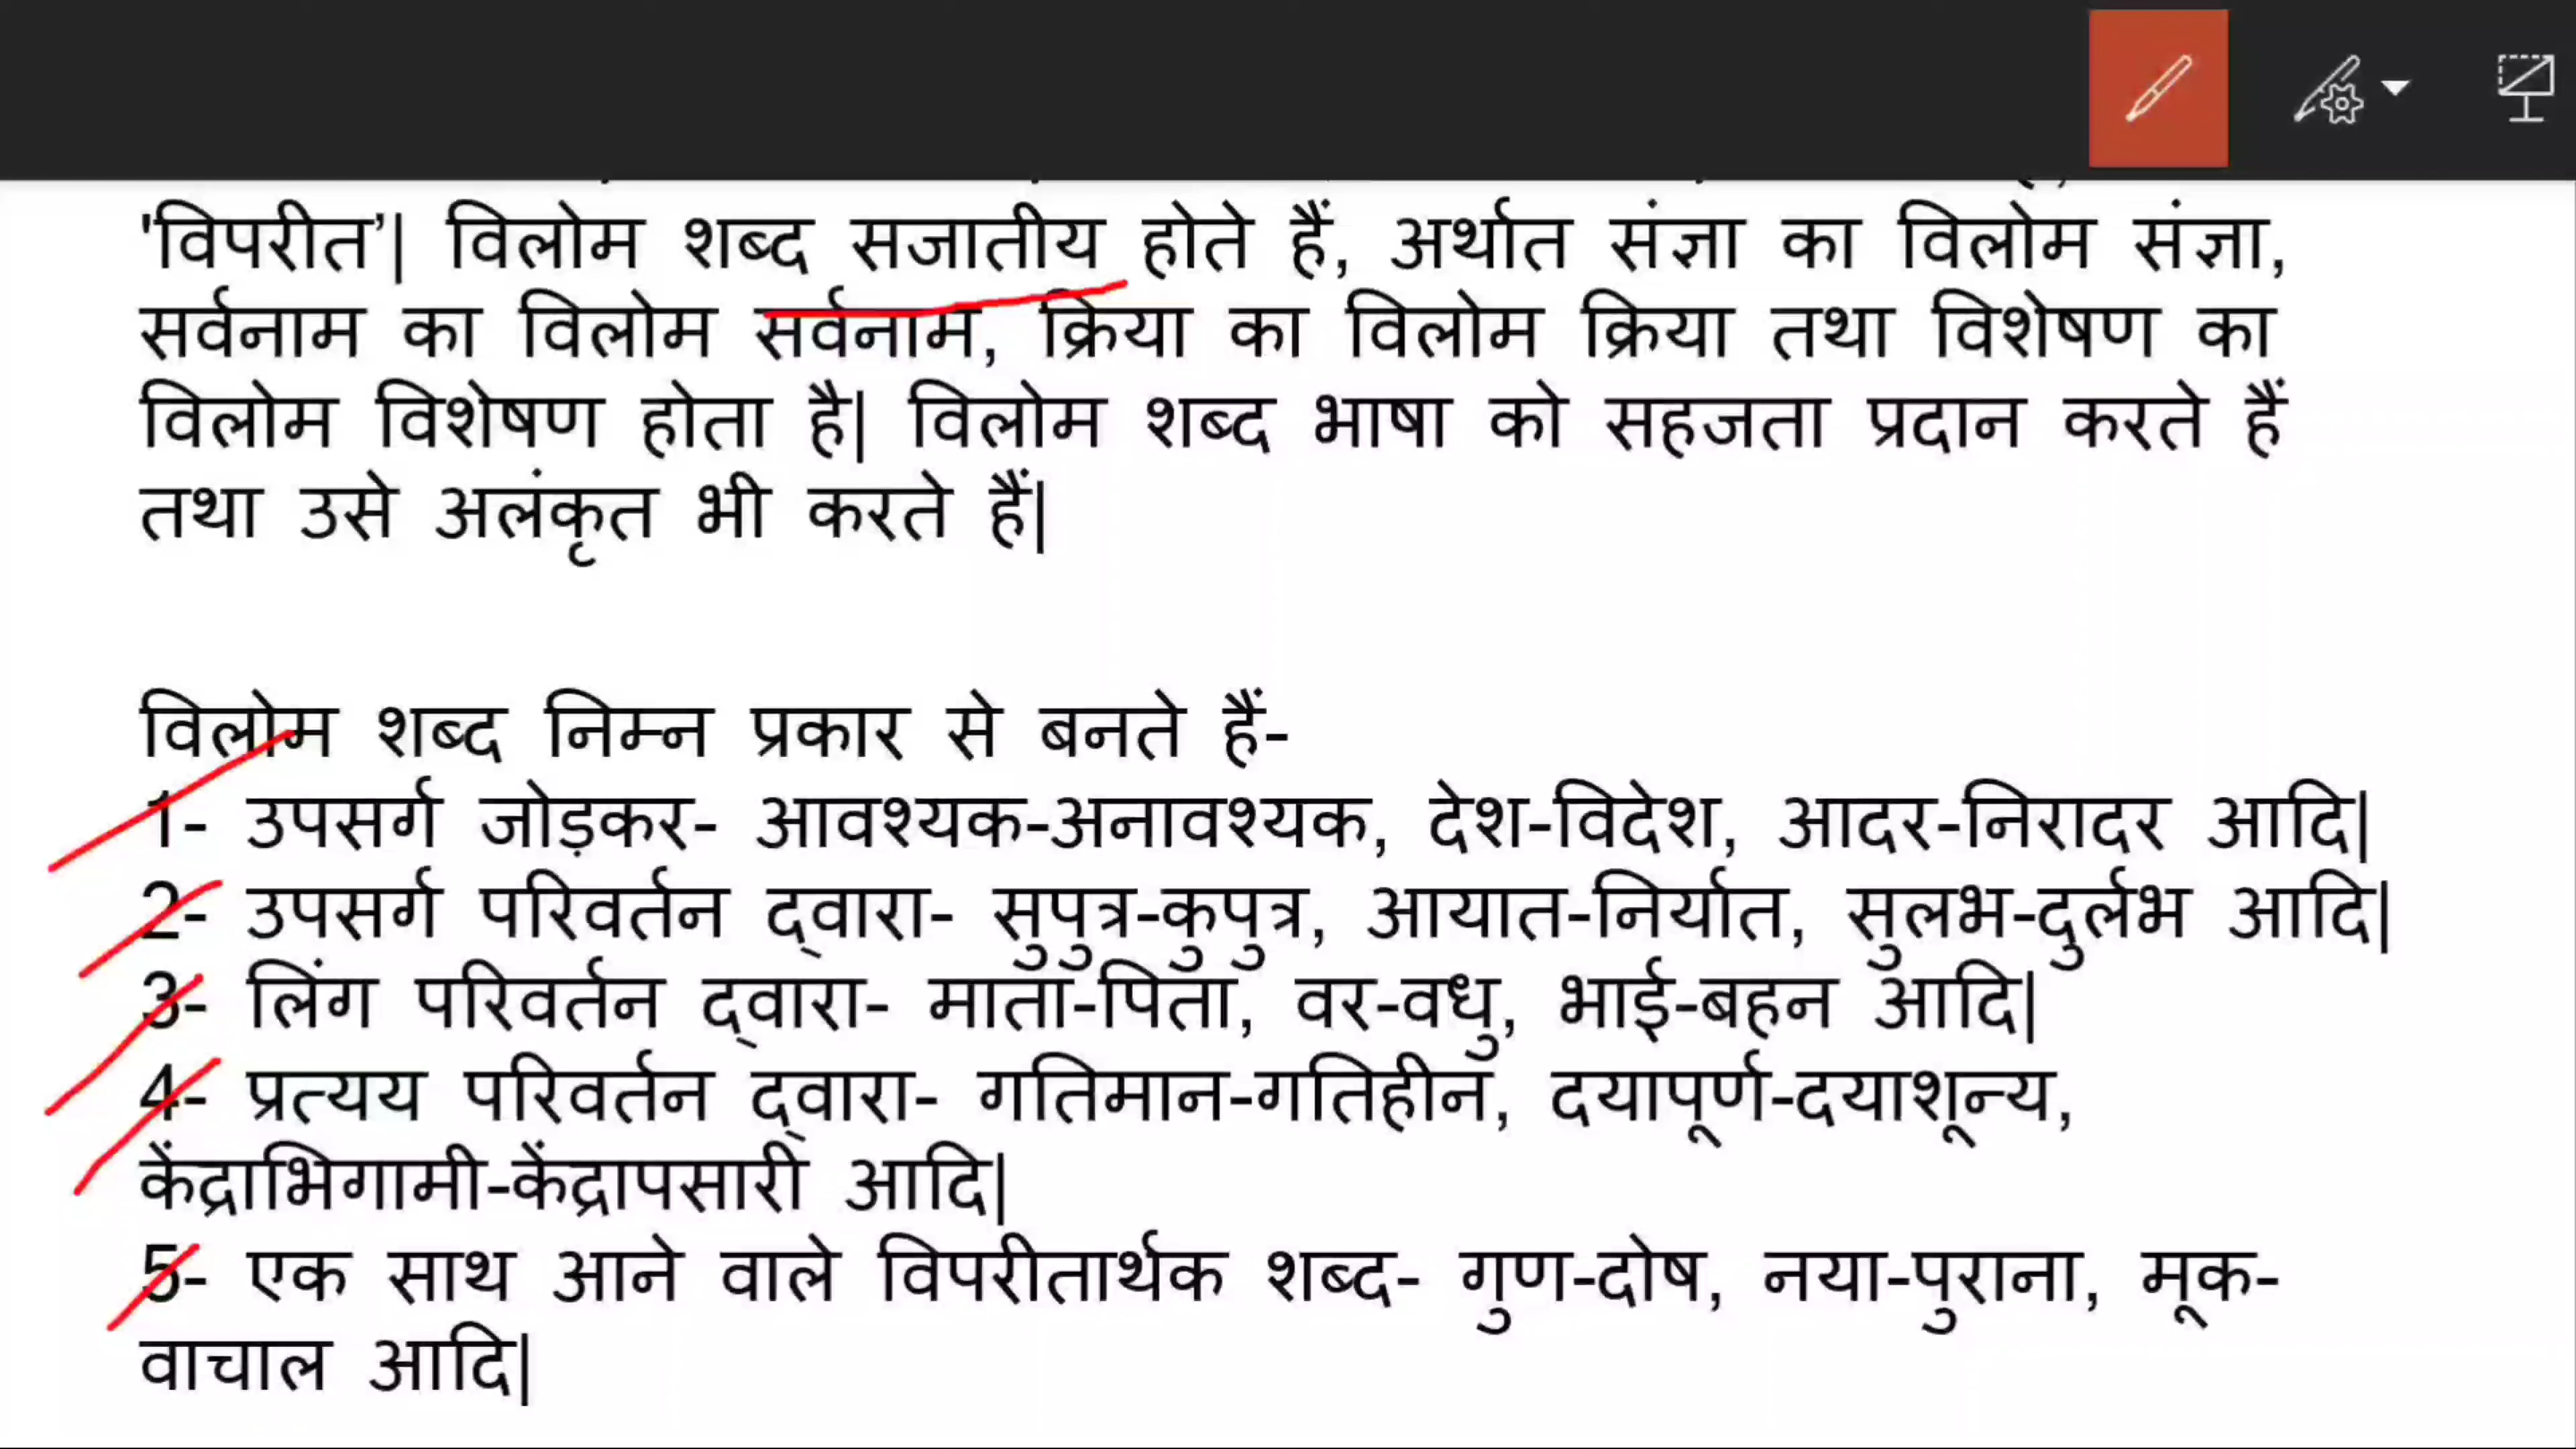 'विपरीत'| विलोम शब्द सजातीय होते हैं, अर्थात संज्ञा का विलोम संज्ञा,
सर्वनाम का विलोम सर्वनाम, क्रिया का विलोम क्रिया तथा विशेषण का
विलोम विशेषण होता है| विलोम शब्द भाषा को सहजता प्रदान करते हैं
तथा उसे अलंकृत भी करते हैं|
विलोम शब्द निम्न प्रकार से बनते हैं-
1- उपसर्ग जोड़कर- आवश्यक-अनावश्यक, देश-विदेश, आदर-निरादर आदि|
2- उपसर्ग परिवर्तन द्वारा- सुपुत्र-कुपुत्र, आयात-निर्यात, सुलभ-दुर्लभ आदि|
3- लिंग परिवर्तन द्वारा- माता-पिता, वर-वधु, भाई-बहन आदि|
4- प्रत्यय परिवर्तन द्वारा- गतिमान-गतिहीन, दयापूर्ण-दयाशून्य,
केंद्राभिगामी-केंद्रापसारी आदि|
5- एक साथ आने वाले विपरीतार्थक शब्द- गुण-दोष, नया-पुराना, मूक-
वाचाल आदि|